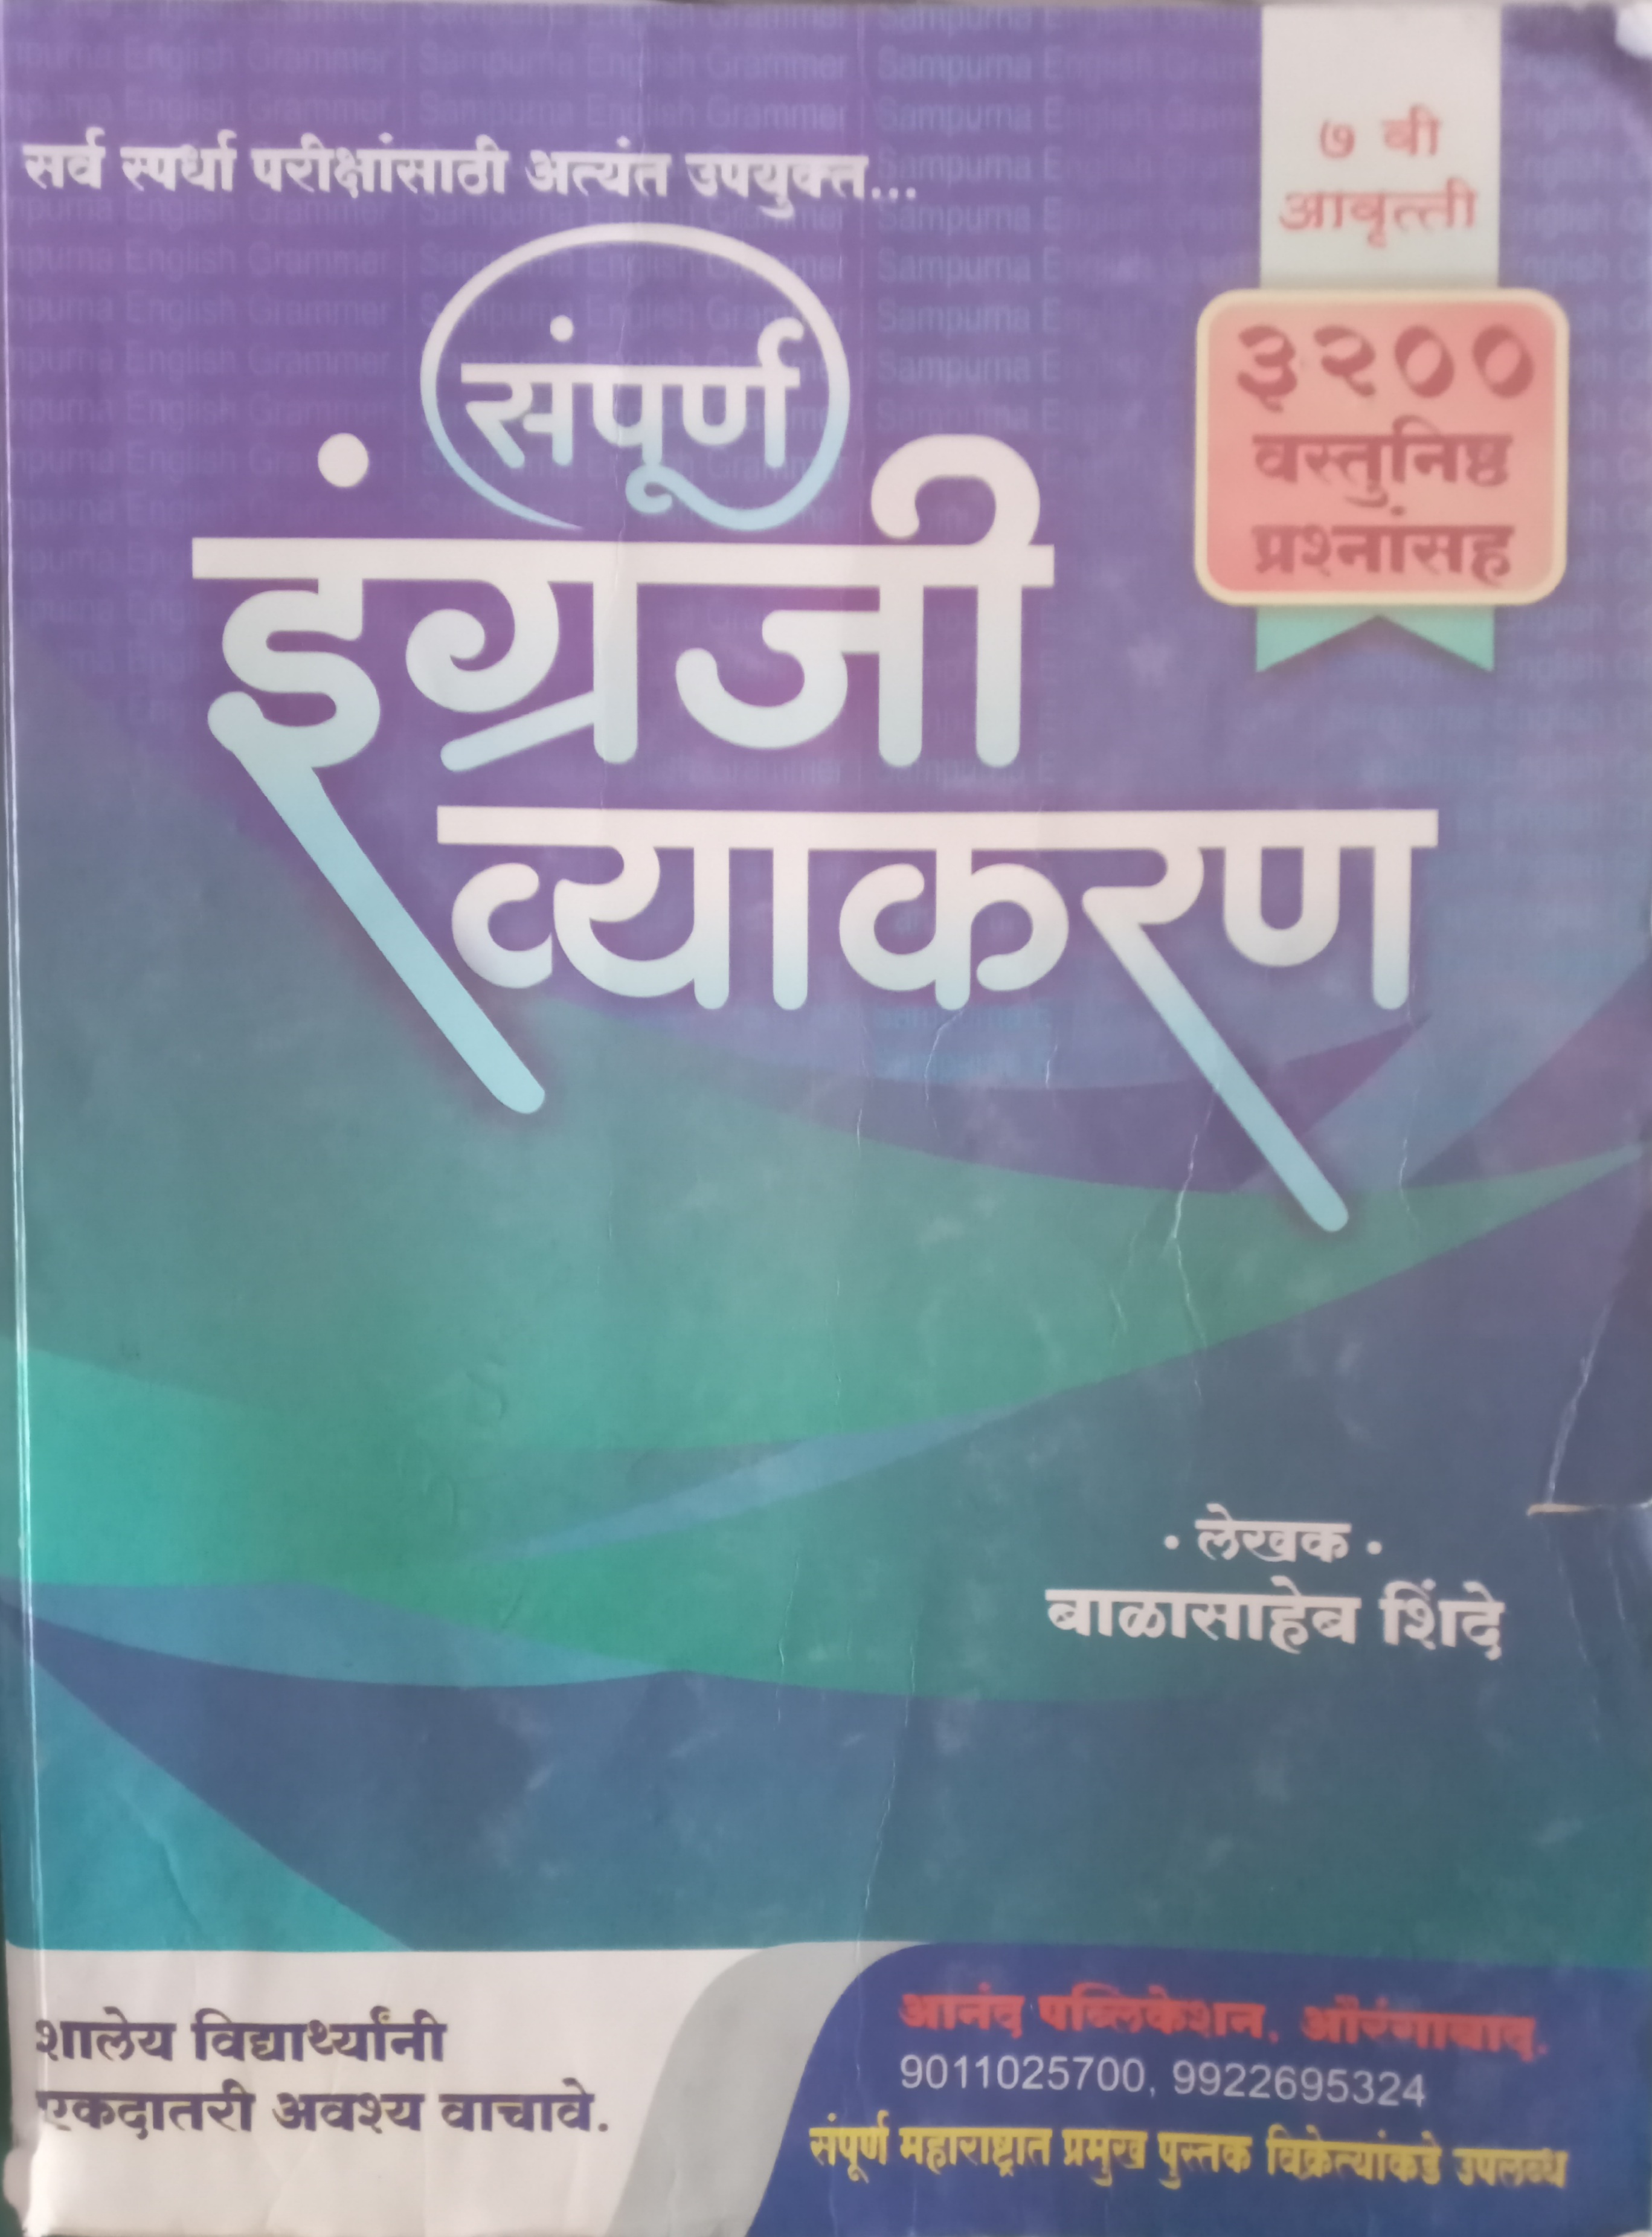 सर्व स्पर्धा परीक्षांसाठी अत्यंत उपयुक्त...
७ वी
आवृत्ती
३२००
वस्तुनिष्ठ
प्रश्नांसह
संपूर्ण
इंग्रजी
व्याकरण
• लेखक •
बाळासाहेब शिंदे
शालेय विद्यार्थ्यांनी
एकदातरी अवश्य वाचावे.
आनंद पब्लिकेशन, औरंगाबाद.
9011025700, 9922695324
संपूर्ण महाराष्ट्रात प्रमुख पुस्तक विक्रेत्यांकडे उपलब्ध